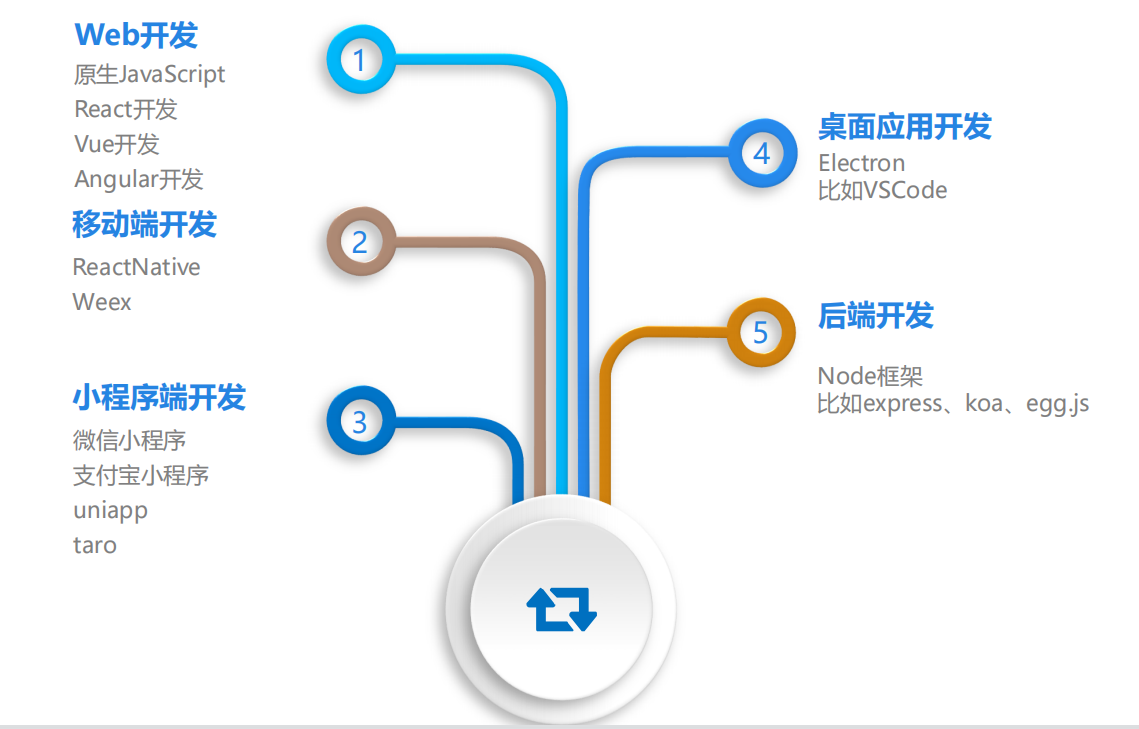 Web开发
原生JavaScript
React开发
Vue开发
Angular开发
1
移动端开发
ReactNative
Weex
2
小程序端开发
微信小程序
支付宝小程序
uniapp
taro
3
桌面应用开发
Electron
比如VSCode
4
后端开发
Node框架
比如express、koa、egg.js
5